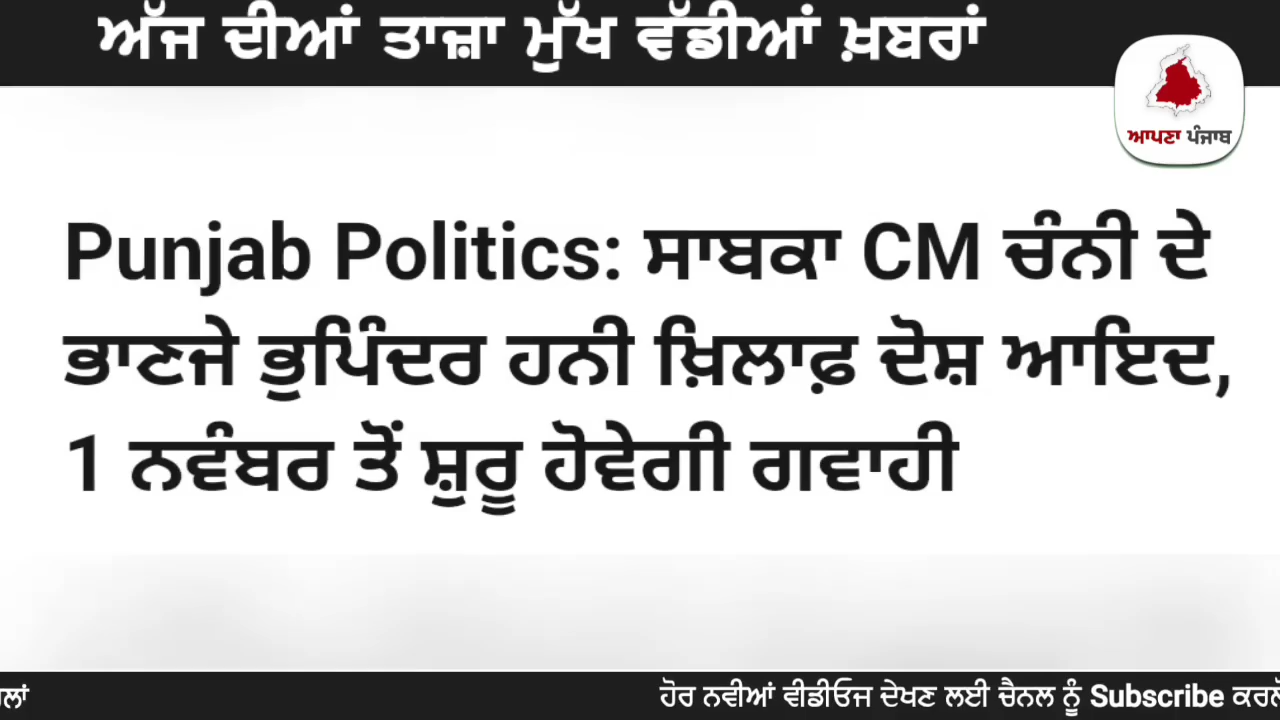 ਅੱਜ ਦੀਆਂ ਤਾਜ਼ਾ ਮੁੱਖ ਵੱਡੀਆਂ ਖ਼ਬਰਾਂ
ਆਪਣਾ ਪੰਜਾਬ
Punjab Politics: ਸਾਬਕਾ CM ਚੰਨੀ ਦੇ
ਭਾਣਜੇ ਭੁਪਿੰਦਰ ਹਨੀ ਖ਼ਿਲਾਫ਼ ਦੋਸ਼ ਆਇਦ,
1 ਨਵੰਬਰ ਤੋਂ ਸ਼ੁਰੂ ਹੋਵੇਗੀ ਗਵਾਹੀ
ਹੋਰ ਨਵੀਆਂ ਵੀਡੀਓਜ ਦੇਖਣ ਲਈ ਚੈਨਲ ਨੂੰ Subscribe